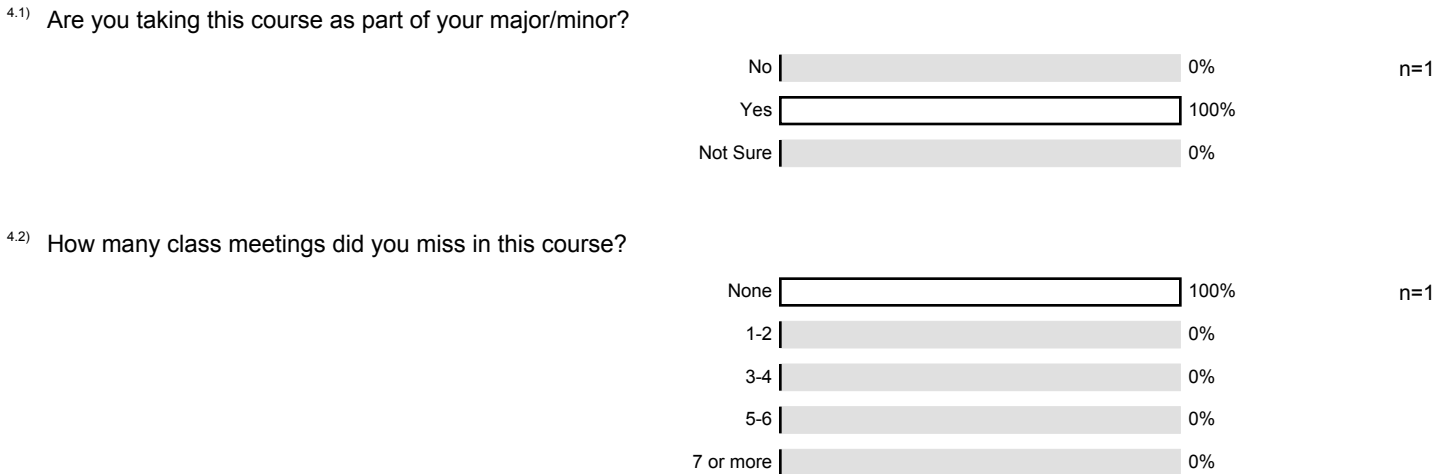 4.1) Are you taking this course as part of your major/minor?
No 0% n=1
Yes 100%
Not Sure 0%
4.2) How many class meetings did you miss in this course?
None 100% n=1
1-2 0%
3-4 0%
5-6 0%
7 or more 0%